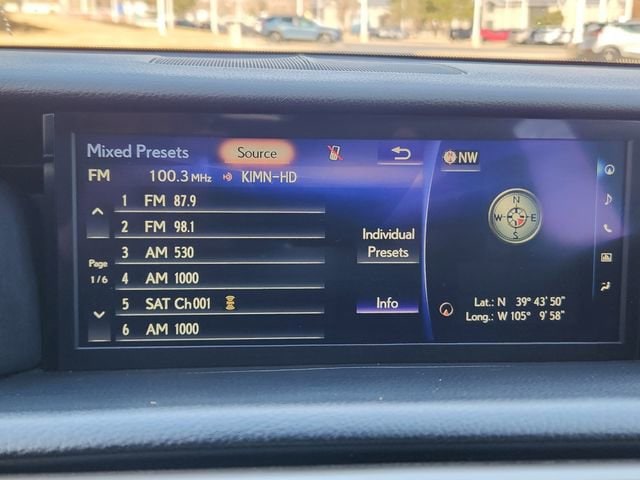 Mixed Presets Source NW
FM 100.3 MHz KIMN-HD
1 FM 87.9
2 FM 98.1
3 AM 530
4 AM 1000
5 SAT Ch001
6 AM 1000
Page
1/6
Individual
Presets
Info
N
W E
S
Lat.: N 39° 43' 50"
Long.: W 105° 9' 58"